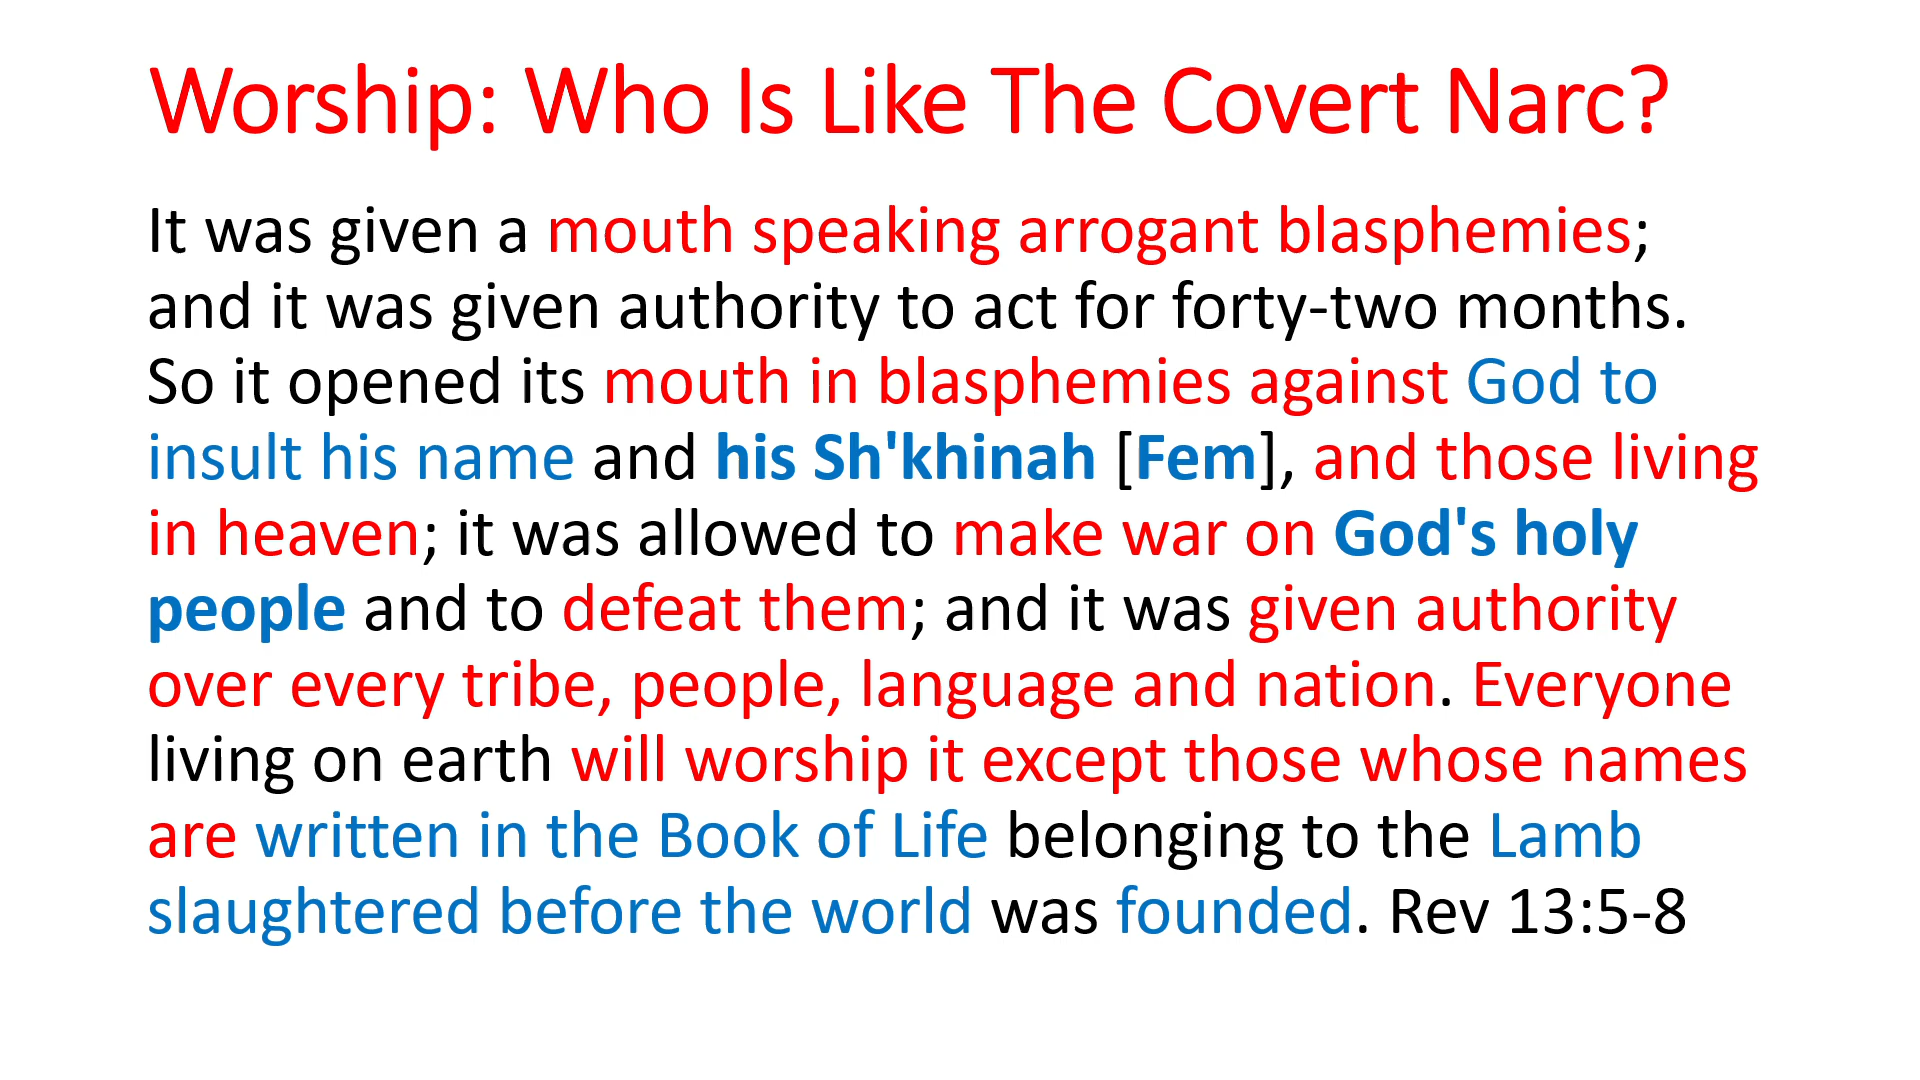 Worship: Who Is Like The Covert Narc?
It was given a mouth speaking arrogant blasphemies;
and it was given authority to act for forty-two months.
So it opened its mouth in blasphemies against God to
insult his name and his Sh'khinah [Fem], and those living
in heaven; it was allowed to make war on God's holy
people and to defeat them; and it was given authority
over every tribe, people, language and nation. Everyone
living on earth will worship it except those whose names
are written in the Book of Life belonging to the Lamb
slaughtered before the world was founded. Rev 13:5-8